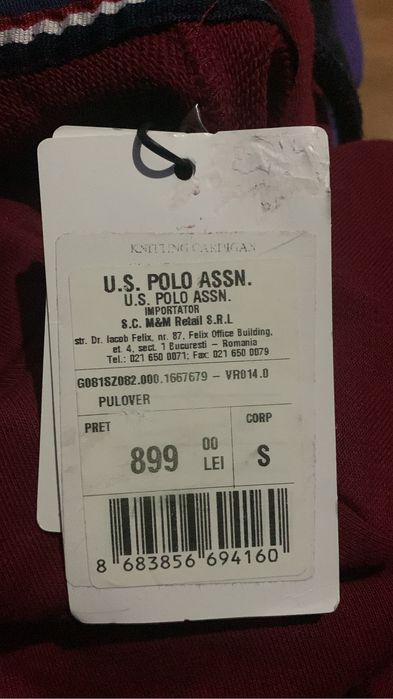 KNITTING CARDIGAN
U.S. POLO ASSN.
U.S. POLO ASSN.
IMPORTATOR
S.C. M&M Retail S.R.L
str. Dr. Iacob Felix, nr. 87, Felix Office Building,
et. 4, sect. 1 Bucuresti – Romania
Tel.: 021 650 0071; Fax: 021 650 0079
G081SZ082.000.1667679 – VR014.0
PULOVER
PRET CORP
899 00 LEI S
8 683856 694160